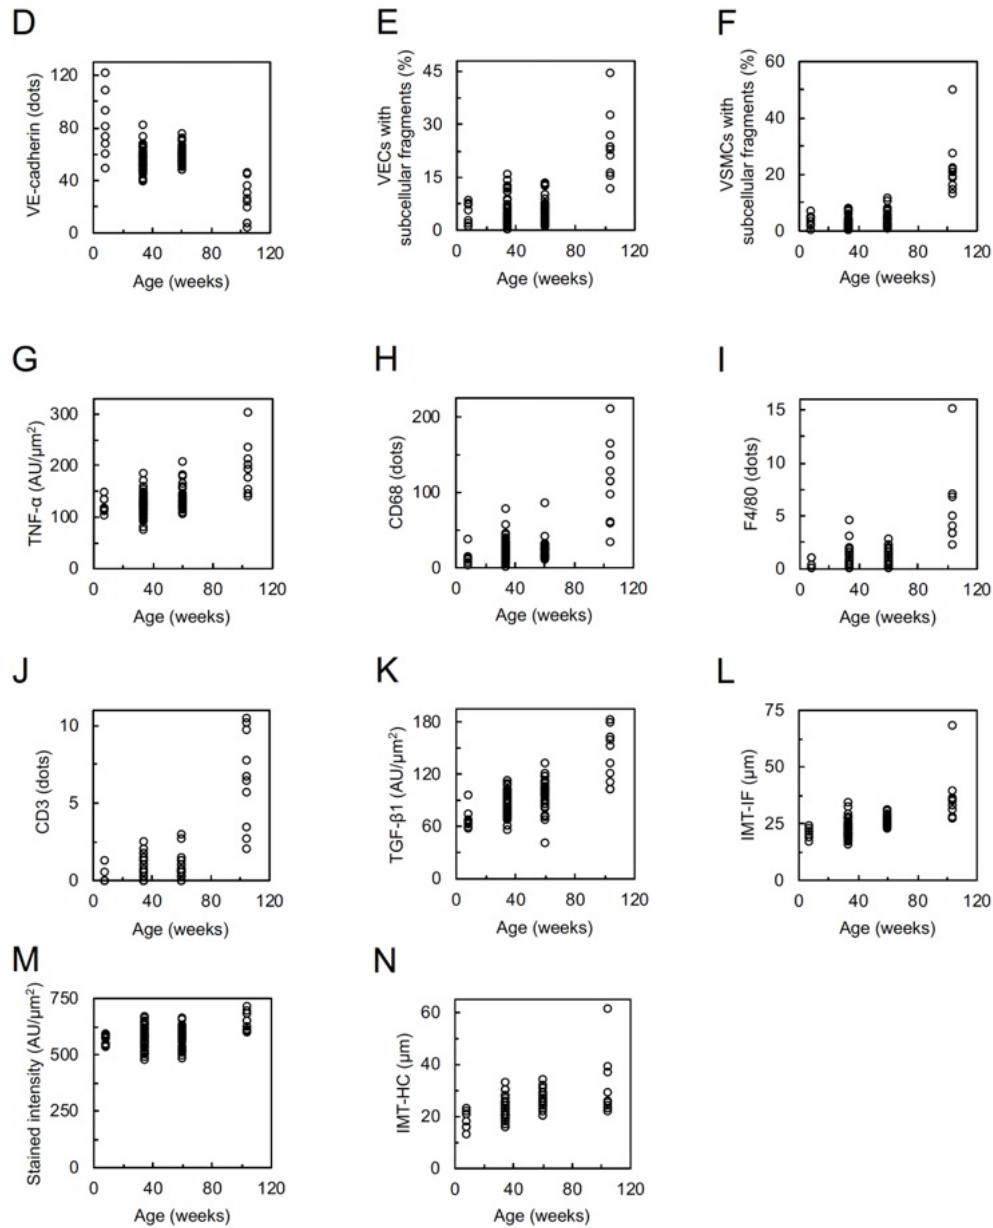 D
VE-cadherin (dots)
120
80
40
0
0 40 80 120
Age (weeks)
E
VECs with
subcellular fragments (%)
45
30
15
0
0 40 80 120
Age (weeks)
F
VSMCs with
subcellular fragments (%)
60
40
20
0
0 40 80 120
Age (weeks)
G
TNF-α (AU/μm²)
300
200
100
0
0 40 80 120
Age (weeks)
H
CD68 (dots)
200
100
0
0 40 80 120
Age (weeks)
I
F4/80 (dots)
15
10
5
0
0 40 80 120
Age (weeks)
J
CD3 (dots)
10
5
0
0 40 80 120
Age (weeks)
K
TGF-β1 (AU/μm²)
180
120
60
0
0 40 80 120
Age (weeks)
L
IMT-IF (μm)
75
50
25
0
0 40 80 120
Age (weeks)
M
Stained intensity (AU/μm²)
750
500
250
0
0 40 80 120
Age (weeks)
N
IMT-HC (μm)
60
40
20
0
0 40 80 120
Age (weeks)